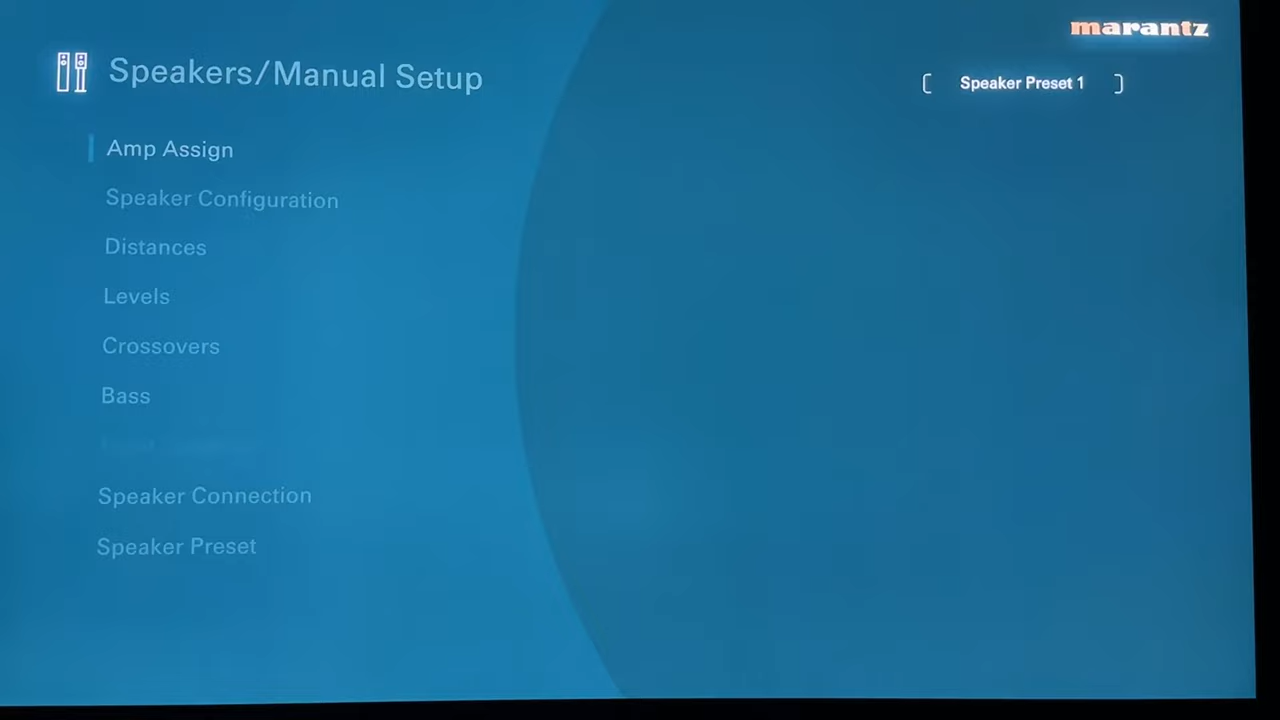 marantz
Speakers/Manual Setup
Speaker Preset 1
Amp Assign
Speaker Configuration
Distances
Levels
Crossovers
Bass
Speaker Connection
Speaker Preset